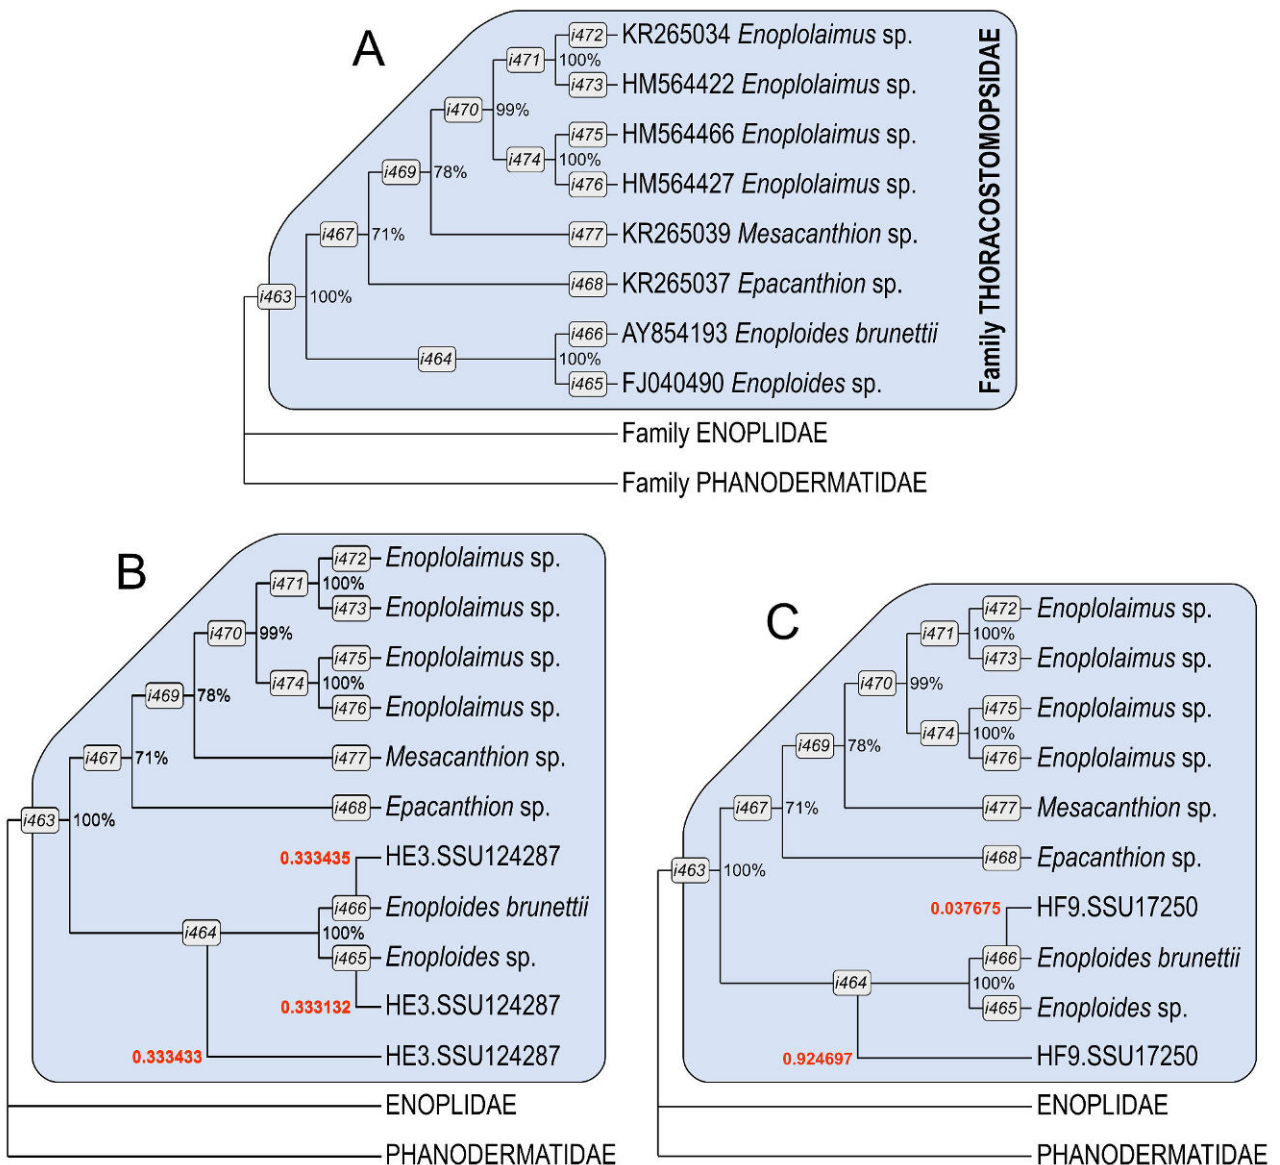 A
i472 KR265034 Enoplolaimus sp.
i471 100%
i473 HM564422 Enoplolaimus sp.
i470 99%
i475 HM564466 Enoplolaimus sp.
i474 100%
i469 78%
i476 HM564427 Enoplolaimus sp.
i467 71%
i477 KR265039 Mesacanthion sp.
i468 KR265037 Epacanthion sp.
i463 100%
i466 AY854193 Enoploides brunettii
i464 100%
i465 FJ040490 Enoploides sp.
Family THORACOSTOMOPSIDAE
Family ENOPLIDAE
Family PHANODERMATIDAE
B
i472 Enoplolaimus sp.
i471 100%
i473 Enoplolaimus sp.
i470 99%
i475 Enoplolaimus sp.
i474 100%
i469 78%
i476 Enoplolaimus sp.
i467 71%
i477 Mesacanthion sp.
i468 Epacanthion sp.
i463 100%
0.333435 HE3.SSU124287
i466 Enoploides brunettii
i464 100%
i465 Enoploides sp.
0.333132 HE3.SSU124287
0.333433 HE3.SSU124287
ENOPLIDAE
PHANODERMATIDAE
C
i472 Enoplolaimus sp.
i471 100%
i473 Enoplolaimus sp.
i470 99%
i475 Enoplolaimus sp.
i474 100%
i469 78%
i476 Enoplolaimus sp.
i467 71%
i477 Mesacanthion sp.
i468 Epacanthion sp.
i463 100%
0.037675 HF9.SSU17250
i466 Enoploides brunettii
i464 100%
i465 Enoploides sp.
0.924697 HF9.SSU17250
ENOPLIDAE
PHANODERMATIDAE